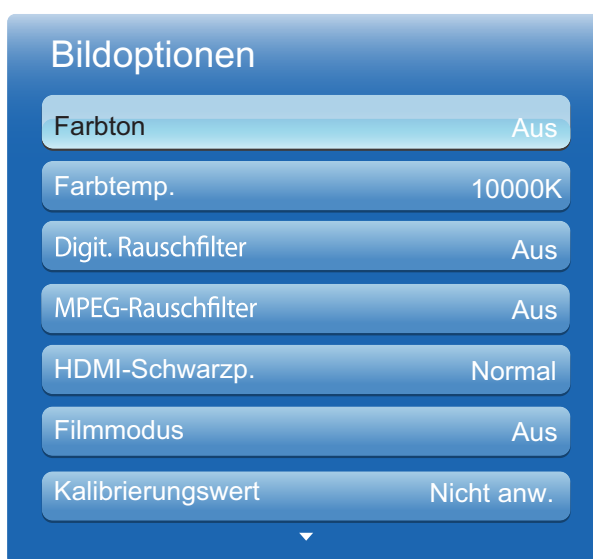 Bildoptionen
Farbton Aus
Farbtemp. 10000K
Digit. Rauschfilter Aus
MPEG-Rauschfilter Aus
HDMI-Schwarzp. Normal
Filmmodus Aus
Kalibrierungswert Nicht anw.